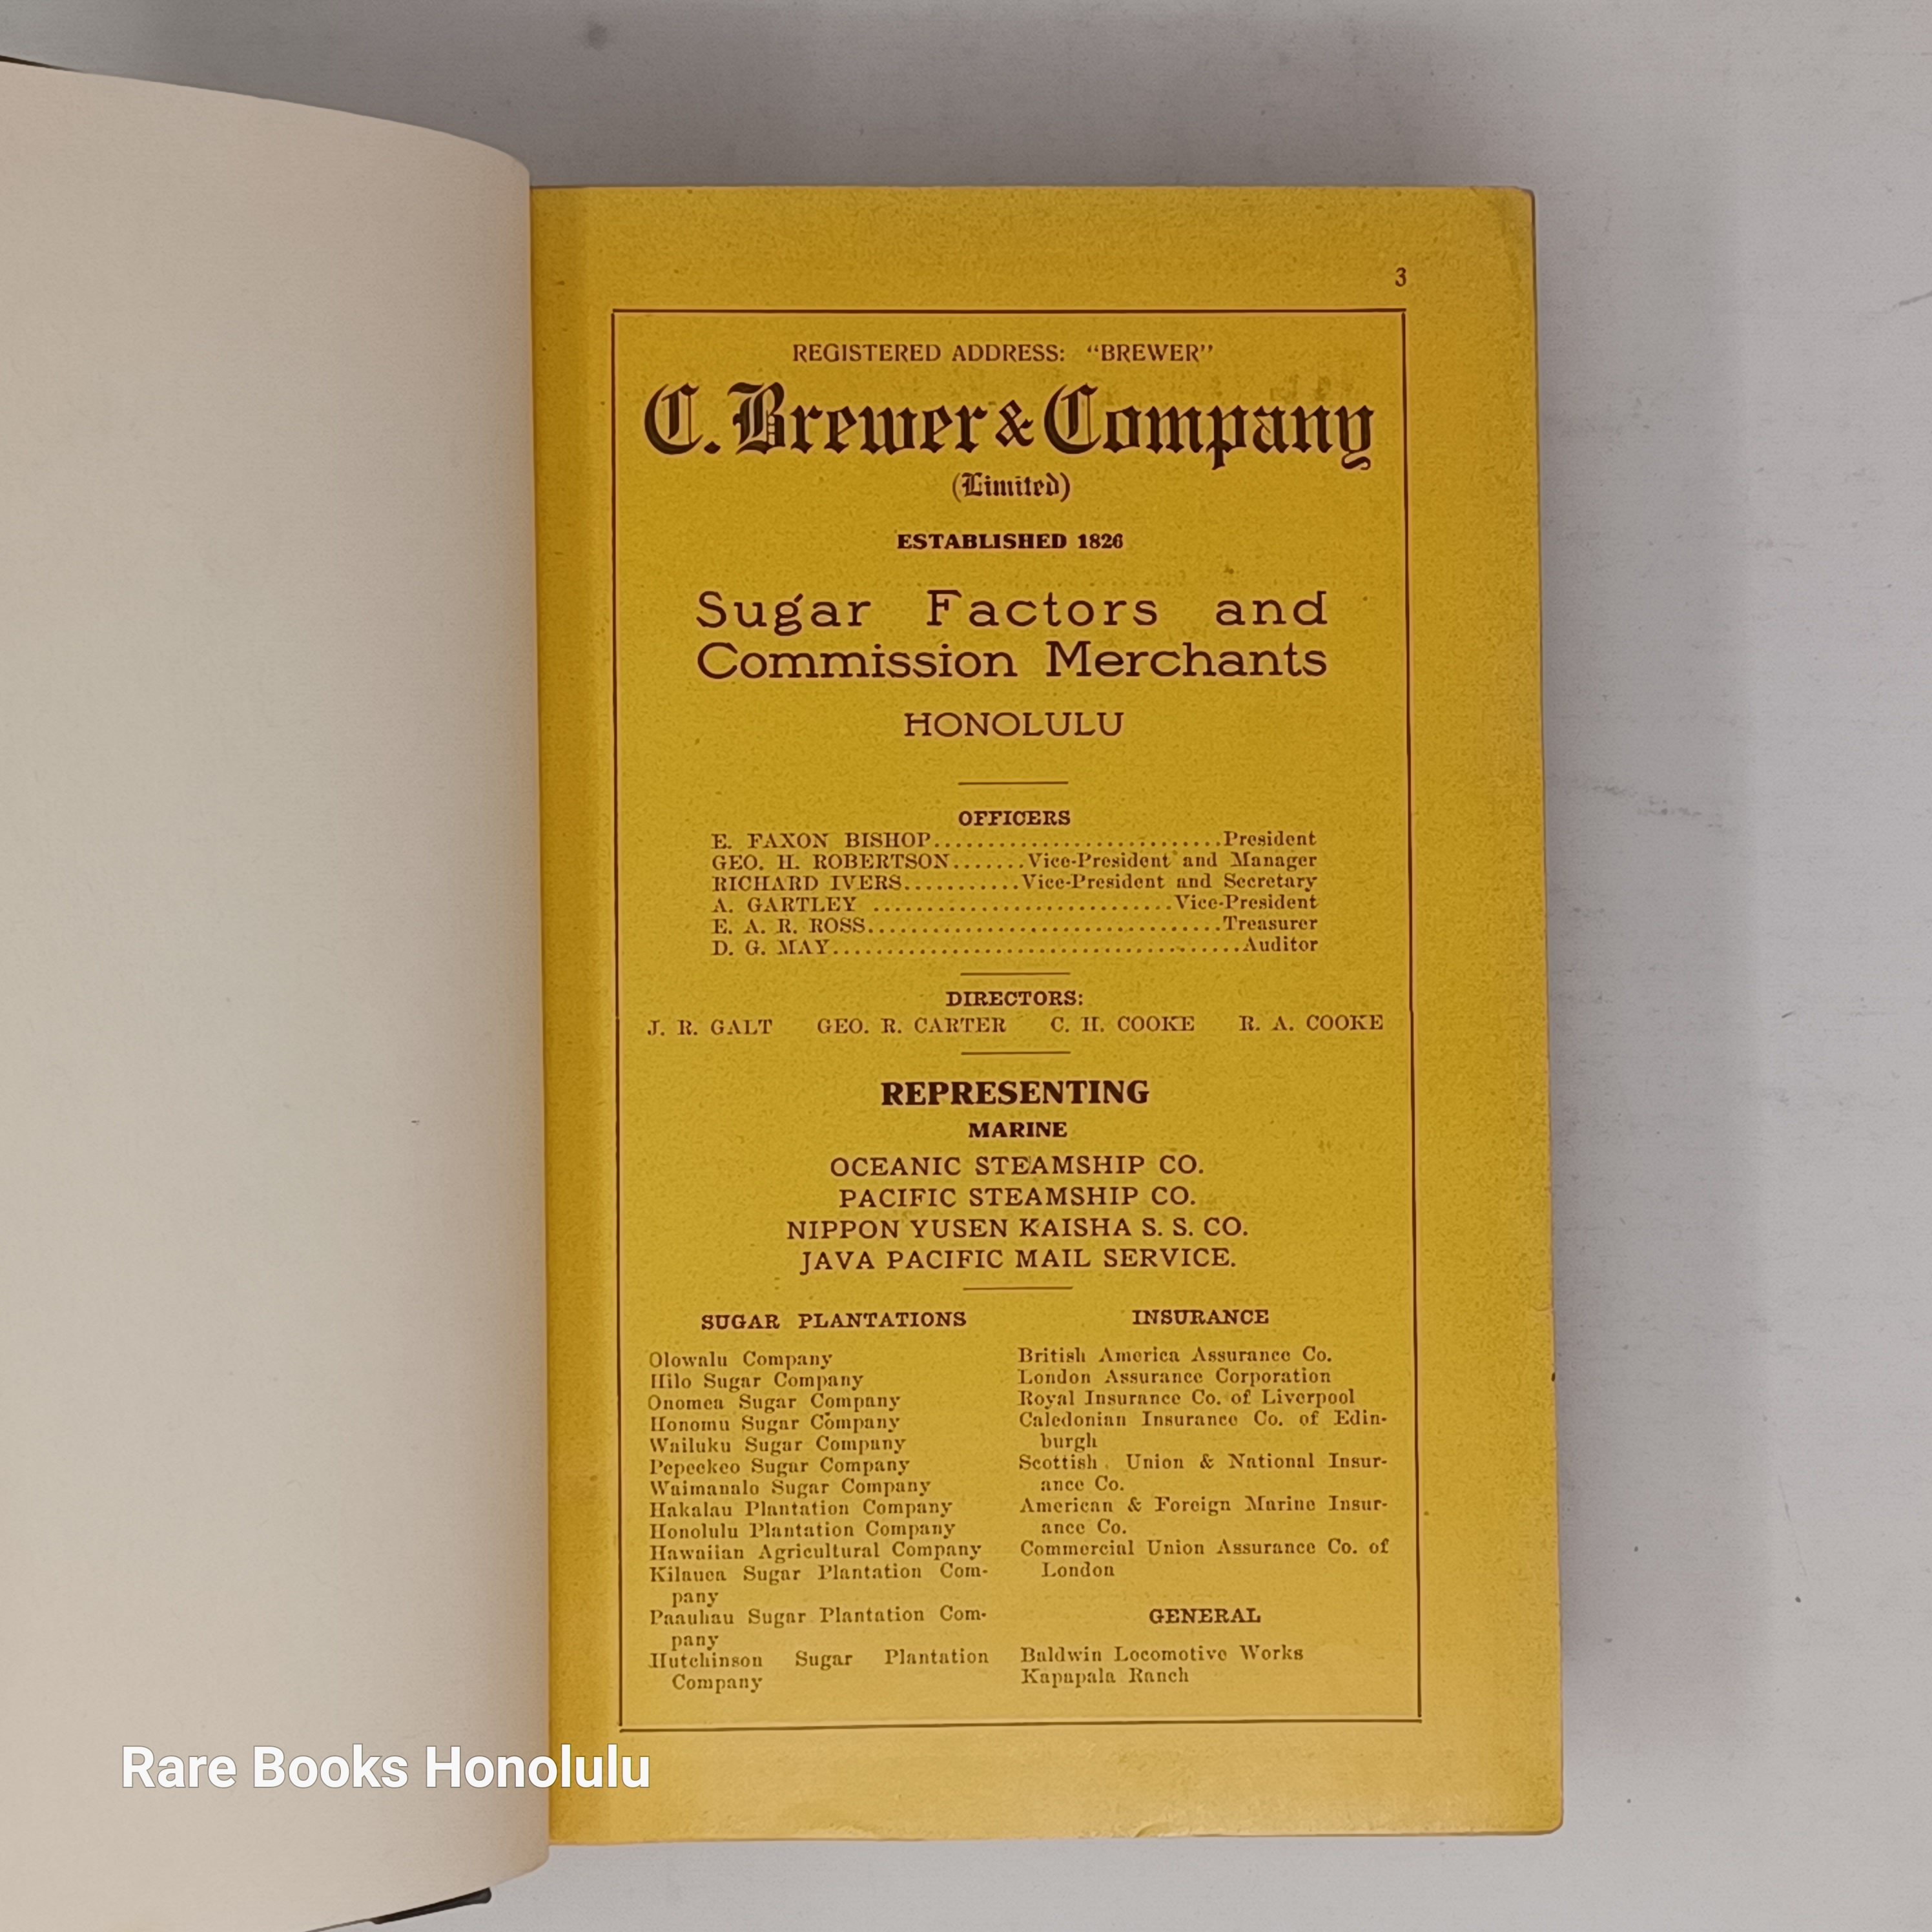 3
REGISTERED ADDRESS: "BREWER"
C. Brewer & Company
(Limited)
ESTABLISHED 1826
Sugar Factors and
Commission Merchants
HONOLULU
OFFICERS
E. FAXON BISHOP..........................President
GEO. H. ROBERTSON.......Vice-President and Manager
RICHARD IVERS...........Vice-President and Secretary
A. GARTLEY ...........................Vice-President
E. A. R. ROSS................................Treasurer
D. G. MAY.....................................Auditor
DIRECTORS:
J. R. GALT GEO. R. CARTER C. H. COOKE R. A. COOKE
REPRESENTING
MARINE
OCEANIC STEAMSHIP CO.
PACIFIC STEAMSHIP CO.
NIPPON YUSEN KAISHA S. S. CO.
JAVA PACIFIC MAIL SERVICE.
SUGAR PLANTATIONS
Olowalu Company
Hilo Sugar Company
Onomea Sugar Company
Honomu Sugar Company
Wailuku Sugar Company
Pepeekeo Sugar Company
Waimanalo Sugar Company
Hakalau Plantation Company
Honolulu Plantation Company
Hawaiian Agricultural Company
Kilauea Sugar Plantation Com-
pany
Paauhau Sugar Plantation Com-
pany
Hutchinson Sugar Plantation
Company
INSURANCE
British America Assurance Co.
London Assurance Corporation
Royal Insurance Co. of Liverpool
Caledonian Insurance Co. of Edin-
burgh
Scottish Union & National Insur-
ance Co.
American & Foreign Marine Insur-
ance Co.
Commercial Union Assurance Co. of
London
GENERAL
Baldwin Locomotive Works
Kapapala Ranch
Rare Books Honolulu